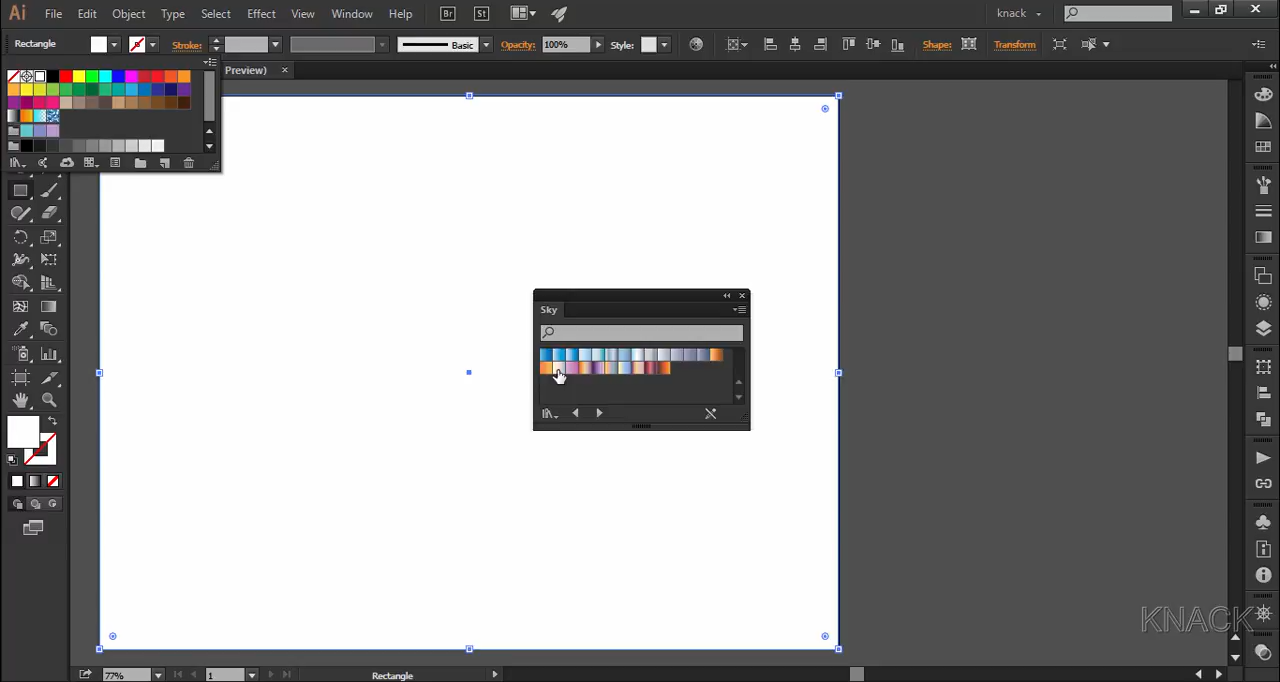 Ai File Edit Object Type Select Effect View Window Help Br St knack
Rectangle Stroke: Basic Opacity: 100% Style: Shape: Transform
Preview)
Sky
77% 1 Rectangle
KNACK